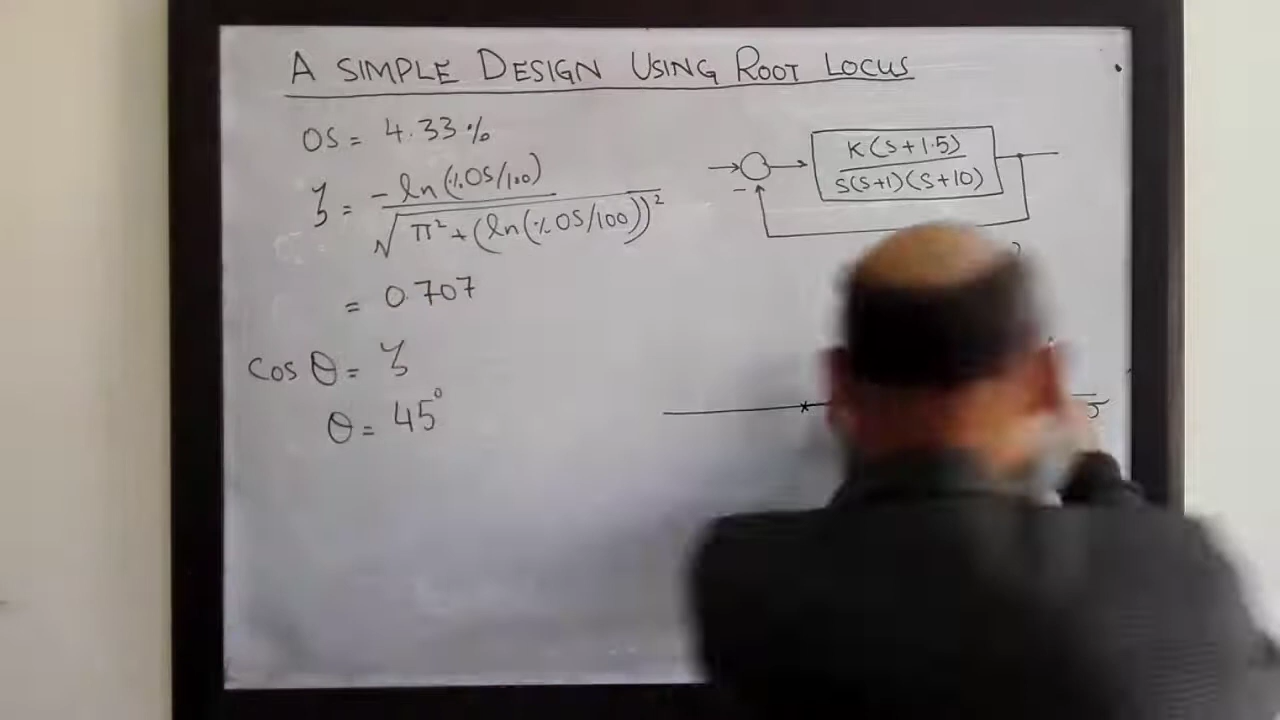 A SIMPLE DESIGN USING ROOT LOCUS
OS = 4.33%
ζ = -ln(%OS/100) / √(π² + (ln(%OS/100))²)
= 0.707
cos θ = ζ
θ = 45°
K(s+1.5)
s(s+1)(s+10)
-
σ